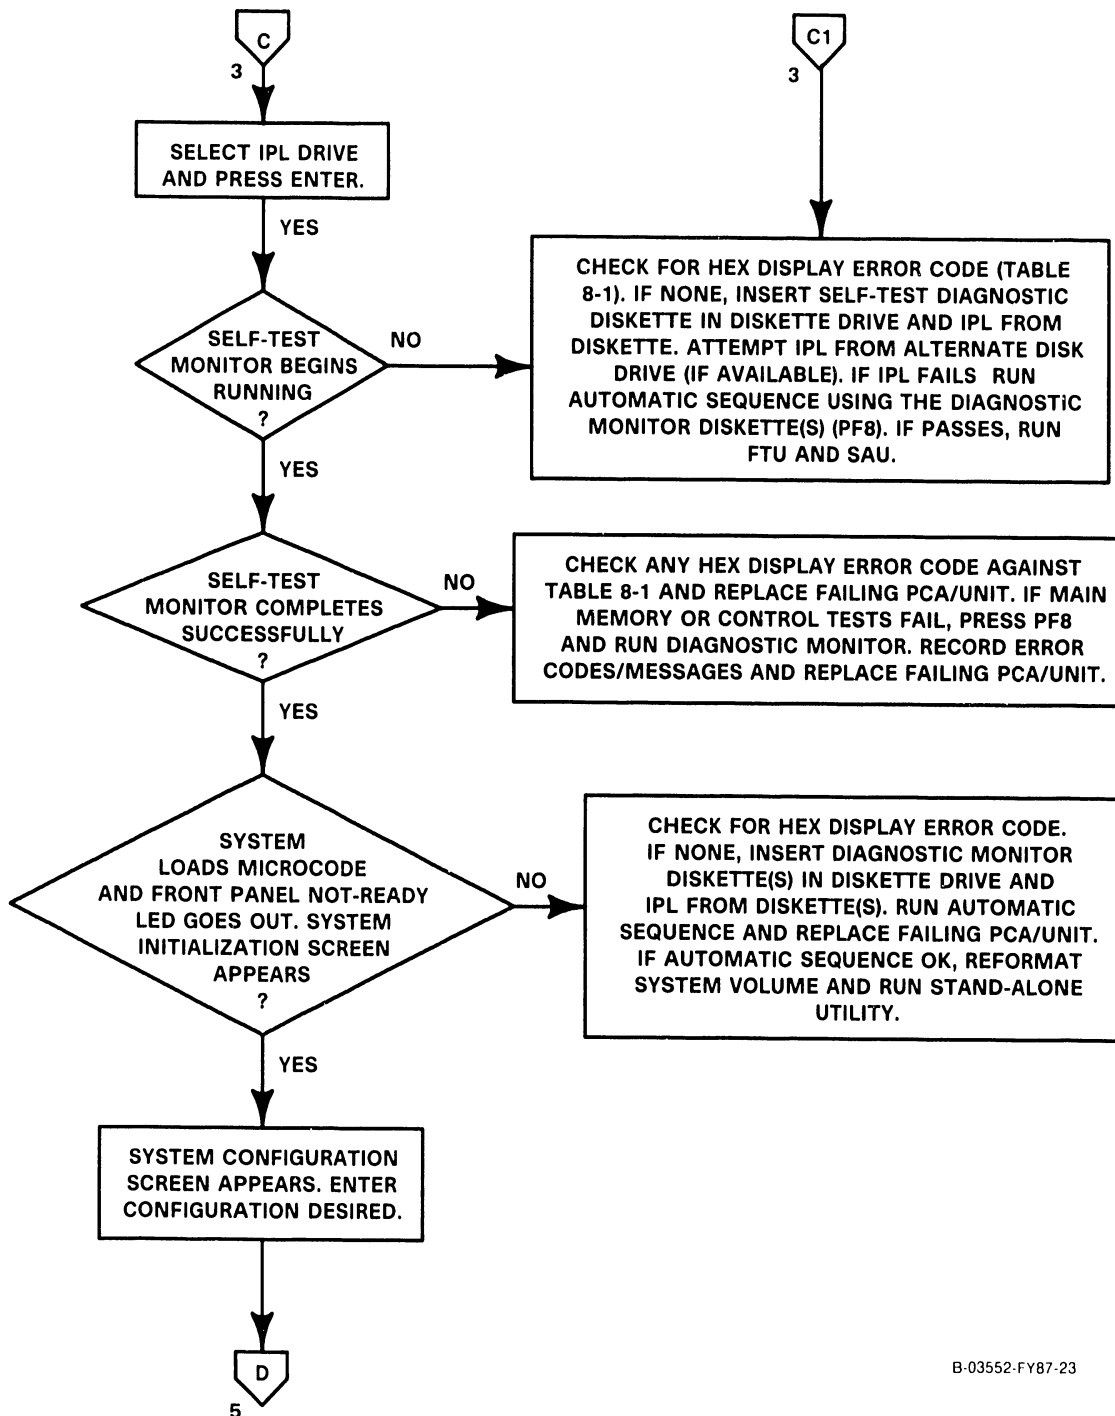 C
3
SELECT IPL DRIVE
AND PRESS ENTER.
YES
SELF-TEST
MONITOR BEGINS
RUNNING
?
NO
YES
C1
3
CHECK FOR HEX DISPLAY ERROR CODE (TABLE
8-1). IF NONE, INSERT SELF-TEST DIAGNOSTIC
DISKETTE IN DISKETTE DRIVE AND IPL FROM
DISKETTE. ATTEMPT IPL FROM ALTERNATE DISK
DRIVE (IF AVAILABLE). IF IPL FAILS RUN
AUTOMATIC SEQUENCE USING THE DIAGNOSTIC
MONITOR DISKETTE(S) (PF8). IF PASSES, RUN
FTU AND SAU.
SELF-TEST
MONITOR COMPLETES
SUCCESSFULLY
?
NO
YES
CHECK ANY HEX DISPLAY ERROR CODE AGAINST
TABLE 8-1 AND REPLACE FAILING PCA/UNIT. IF MAIN
MEMORY OR CONTROL TESTS FAIL, PRESS PF8
AND RUN DIAGNOSTIC MONITOR. RECORD ERROR
CODES/MESSAGES AND REPLACE FAILING PCA/UNIT.
SYSTEM
LOADS MICROCODE
AND FRONT PANEL NOT-READY
LED GOES OUT. SYSTEM
INITIALIZATION SCREEN
APPEARS
?
NO
YES
CHECK FOR HEX DISPLAY ERROR CODE.
IF NONE, INSERT DIAGNOSTIC MONITOR
DISKETTE(S) IN DISKETTE DRIVE AND
IPL FROM DISKETTE(S). RUN AUTOMATIC
SEQUENCE AND REPLACE FAILING PCA/UNIT.
IF AUTOMATIC SEQUENCE OK, REFORMAT
SYSTEM VOLUME AND RUN STAND-ALONE
UTILITY.
SYSTEM CONFIGURATION
SCREEN APPEARS. ENTER
CONFIGURATION DESIRED.
D
5
B-03552-FY87-23